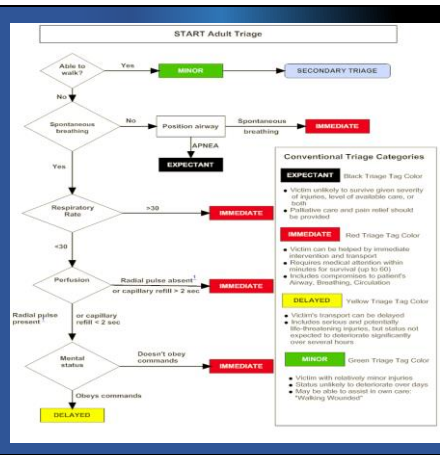 START Adult Triage
Able to
walk?
Yes
MINOR
SECONDARY TRIAGE
No
Spontaneous
breathing
No
Position airway
Spontaneous
breathing
IMMEDIATE
APNEA
EXPECTANT
Yes
Respiratory
Rate
>30
IMMEDIATE
<30
Perfusion
Radial pulse absent
or capillary refill > 2 sec
IMMEDIATE
Radial pulse
present
or capillary
refill < 2 sec
Mental
status
Doesn't obey
commands
IMMEDIATE
Obeys commands
DELAYED
Conventional Triage Categories
EXPECTANT Black Triage Tag Color
• Victim unlikely to survive given severity
of injuries, level of available care, or
both
• Palliative care and pain relief should
be provided
IMMEDIATE Red Triage Tag Color
• Victim can be helped by immediate
intervention and transport
• Requires medical attention within
minutes for survival (up to 60)
• Includes compromises to patient's
Airway, Breathing, Circulation
DELAYED Yellow Triage Tag Color
• Victim's transport can be delayed
• Includes serious and potentially
life-threatening injuries, but status not
expected to deteriorate significantly
over several hours
MINOR Green Triage Tag Color
• Victim with relatively minor injuries
• Status unlikely to deteriorate over days
• May be able to assist in own care:
"Walking Wounded"